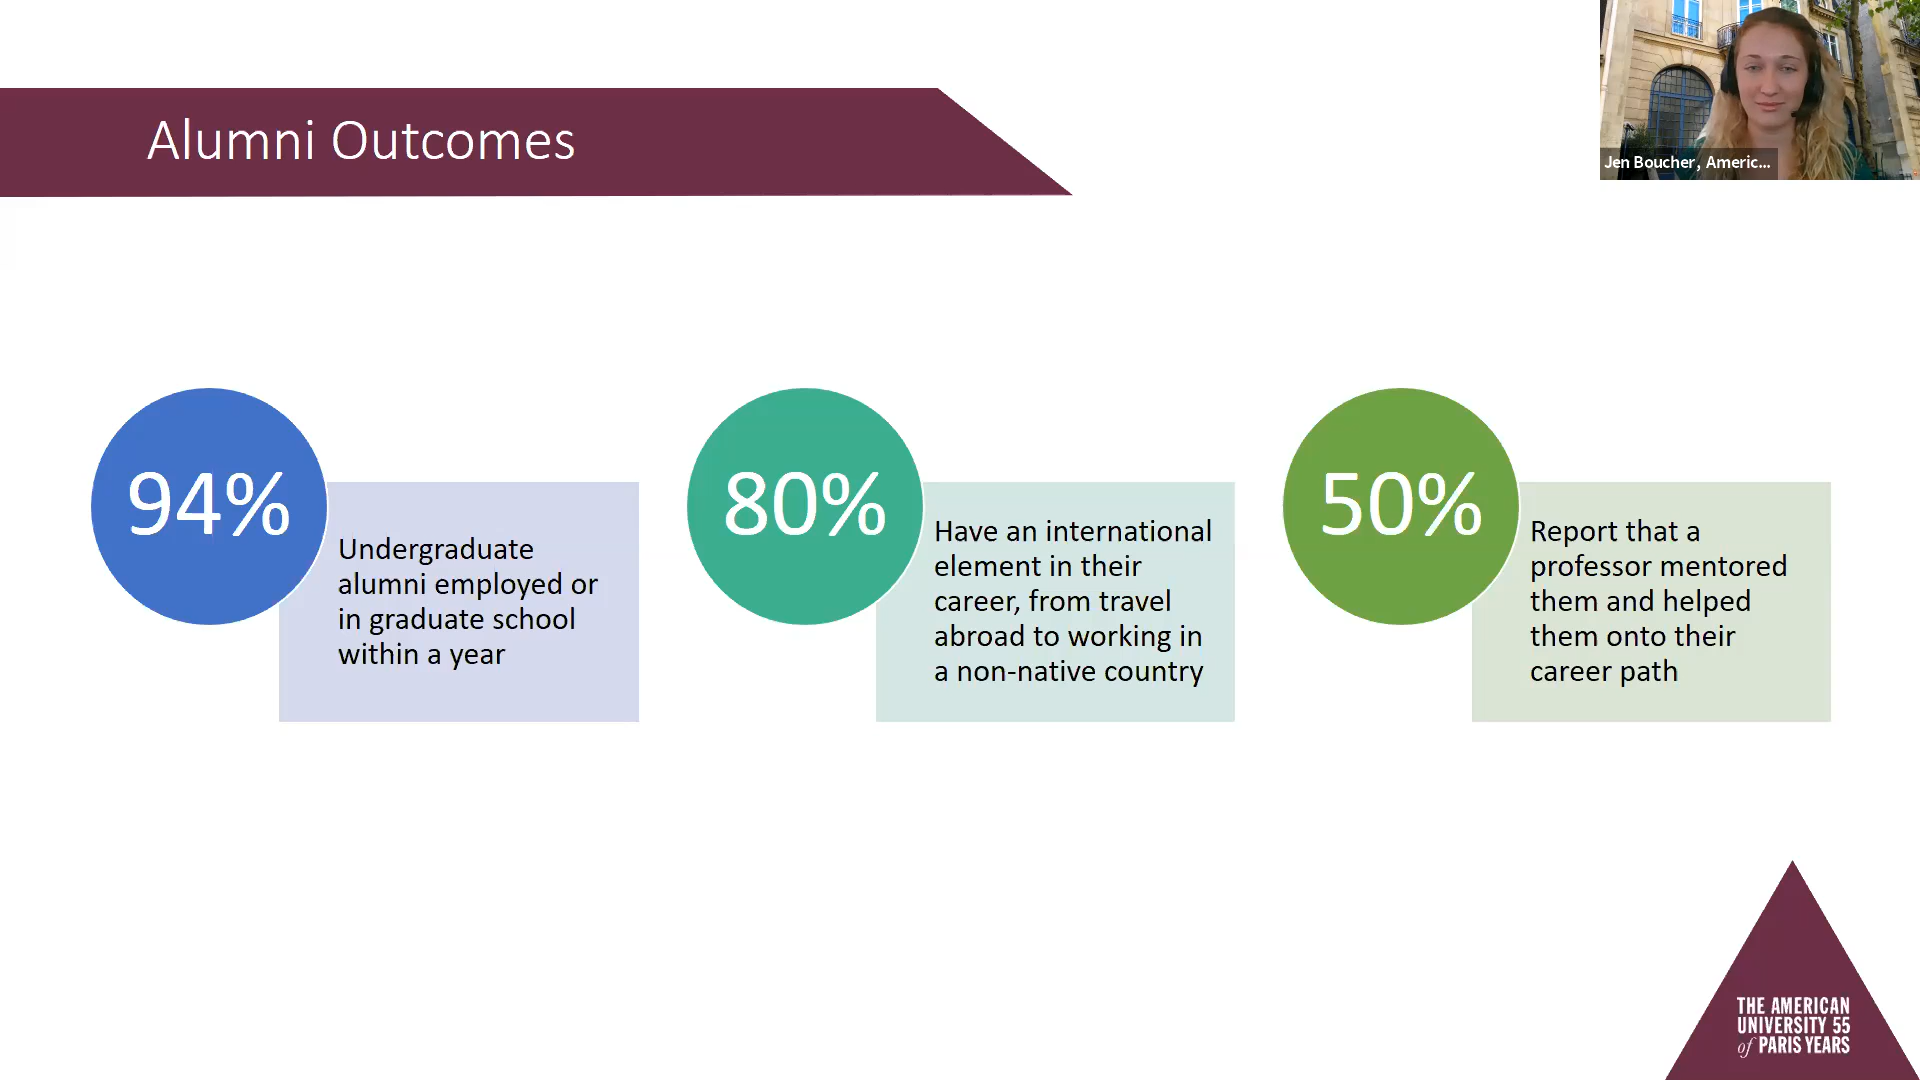 Alumni Outcomes
Jen Boucher, Americ...
94%
Undergraduate
alumni employed or
in graduate school
within a year
80%
Have an international
element in their
career, from travel
abroad to working in
a non-native country
50%
Report that a
professor mentored
them and helped
them onto their
career path
THE AMERICAN
UNIVERSITY 55
of PARIS YEARS